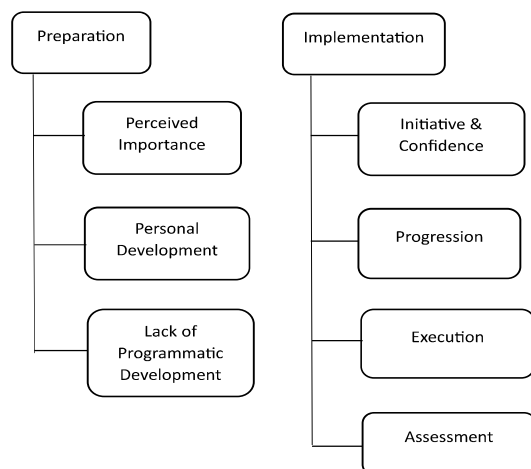 Preparation
Perceived
Importance
Personal
Development
Lack of
Programmatic
Development
Implementation
Initiative &
Confidence
Progression
Execution
Assessment